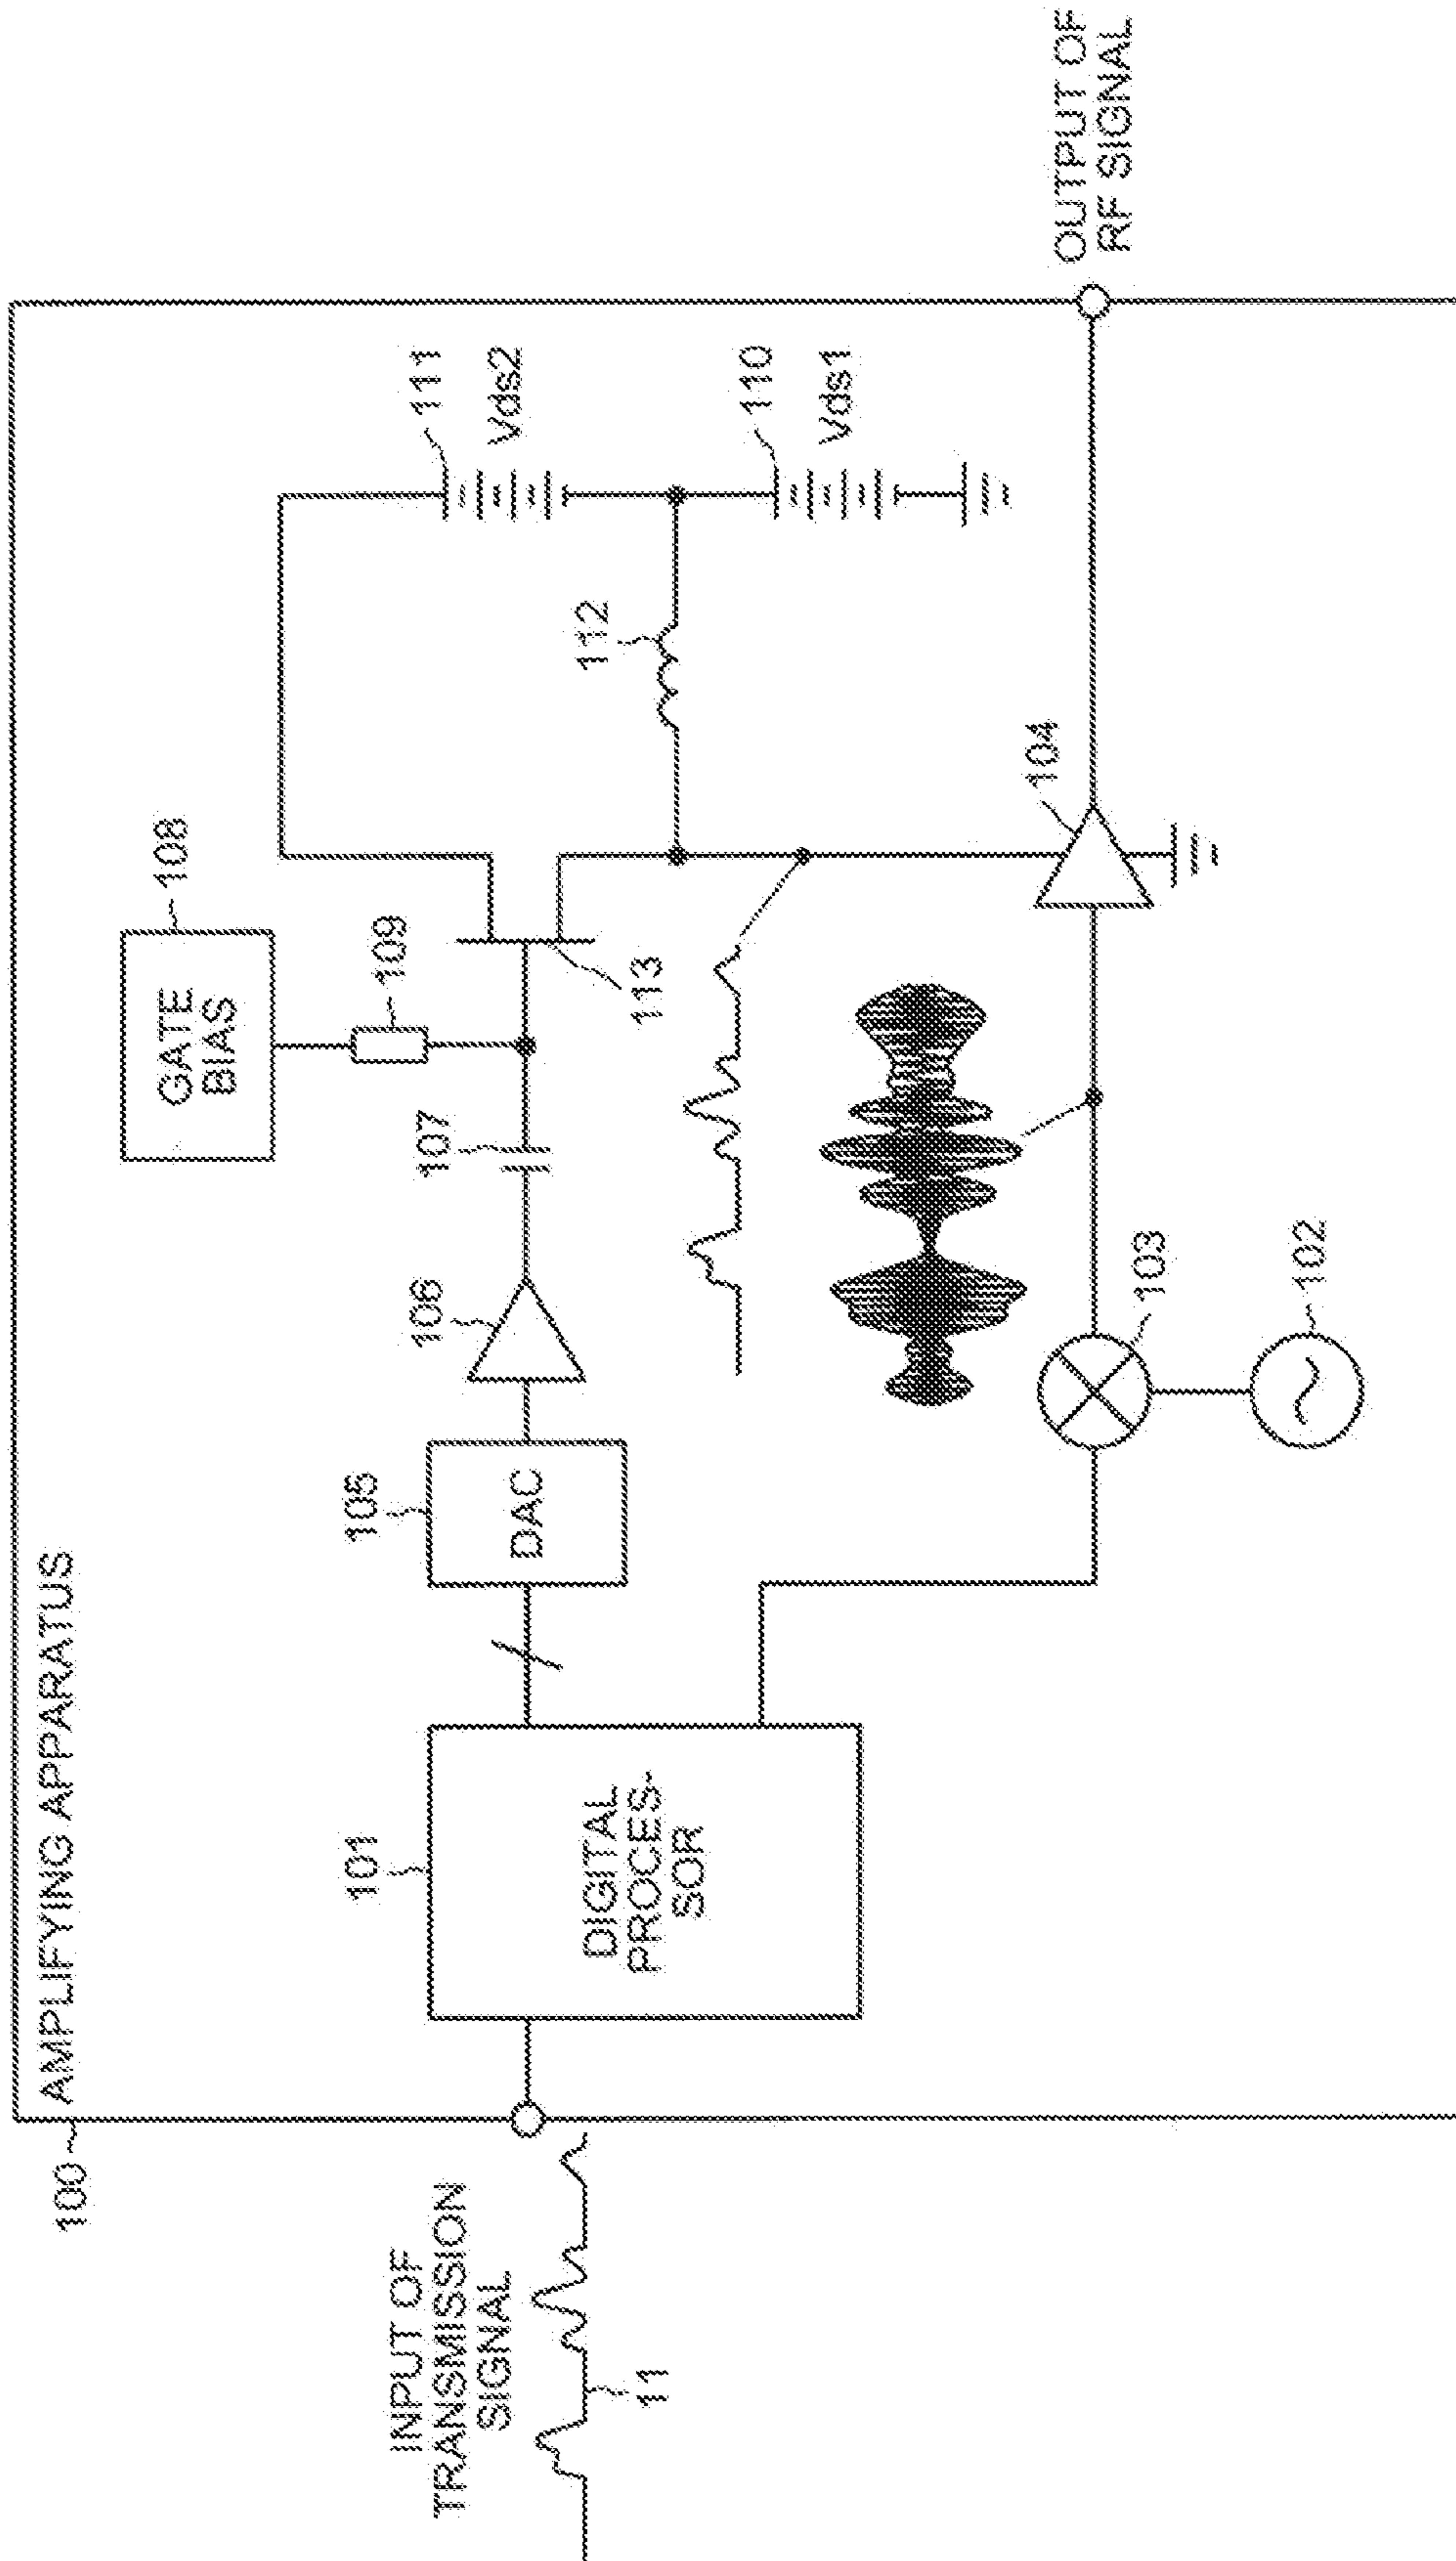 100
AMPLIFYING APPARATUS
INPUT OF
TRANSMISSION
SIGNAL
11
101
DIGITAL
PROCES-
SOR
105
DAC
106
107
108
GATE
BIAS
109
113
111
Vds2
112
110
Vds1
104
103
102
OUTPUT OF
RF SIGNAL